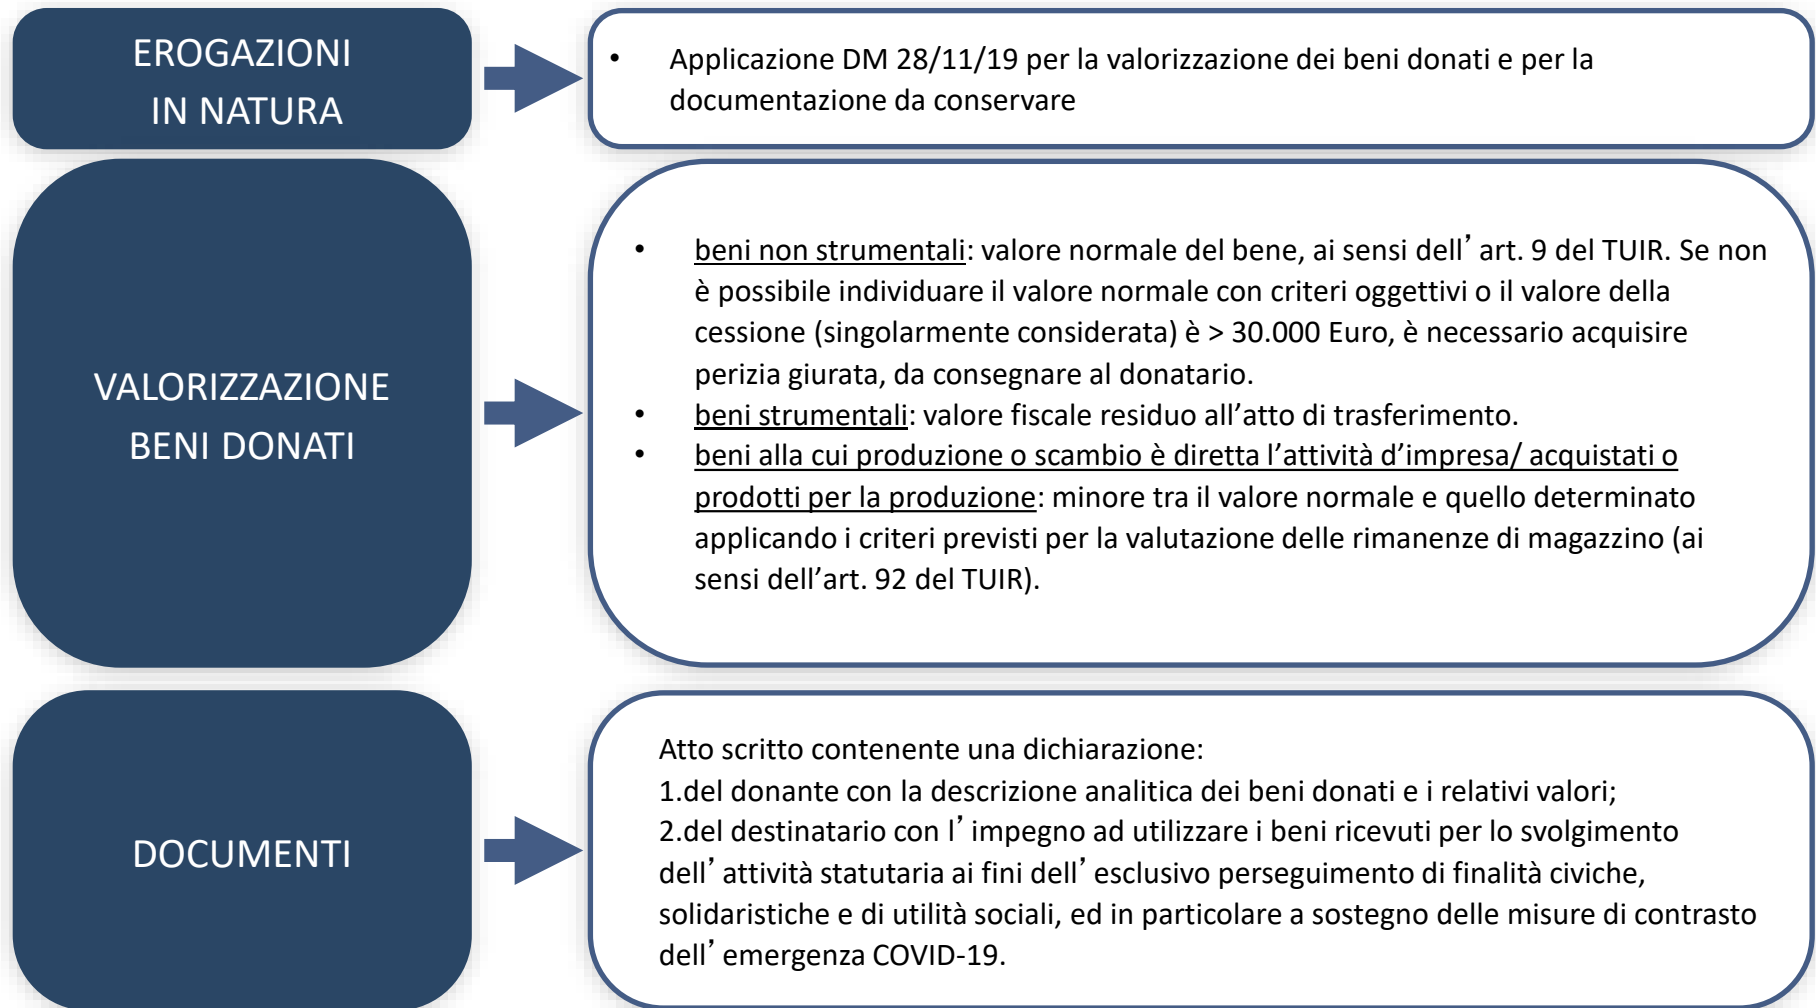 EROGAZIONI
IN NATURA
• Applicazione DM 28/11/19 per la valorizzazione dei beni donati e per la
documentazione da conservare
VALORIZZAZIONE
BENI DONATI
• beni non strumentali: valore normale del bene, ai sensi dell’ art. 9 del TUIR. Se non
è possibile individuare il valore normale con criteri oggettivi o il valore della
cessione (singolarmente considerata) è > 30.000 Euro, è necessario acquisire
perizia giurata, da consegnare al donatario.
• beni strumentali: valore fiscale residuo all’atto di trasferimento.
• beni alla cui produzione o scambio è diretta l’attività d’impresa/ acquistati o
prodotti per la produzione: minore tra il valore normale e quello determinato
applicando i criteri previsti per la valutazione delle rimanenze di magazzino (ai
sensi dell’art. 92 del TUIR).
DOCUMENTI
Atto scritto contenente una dichiarazione:
1.del donante con la descrizione analitica dei beni donati e i relativi valori;
2.del destinatario con l’ impegno ad utilizzare i beni ricevuti per lo svolgimento
dell’ attività statutaria ai fini dell’ esclusivo perseguimento di finalità civiche,
solidaristiche e di utilità sociali, ed in particolare a sostegno delle misure di contrasto
dell’ emergenza COVID-19.